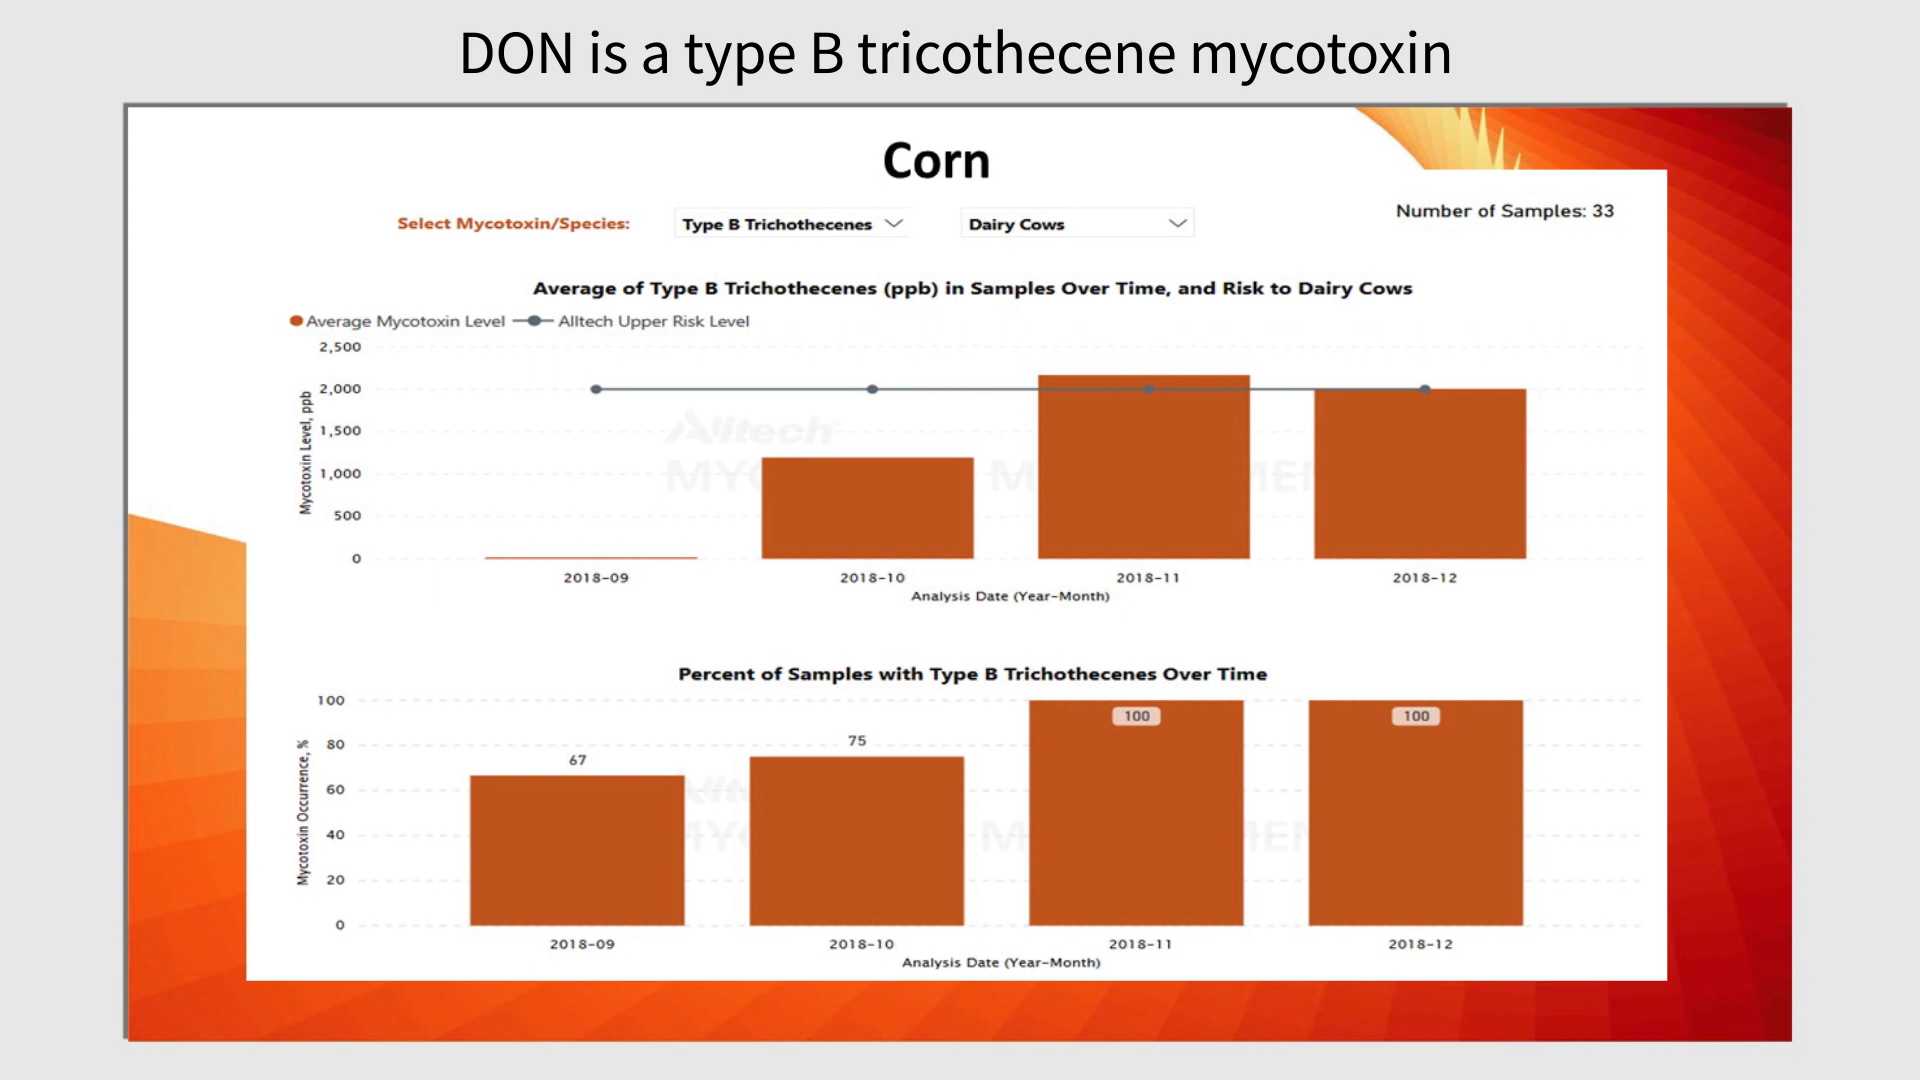 DON is a type B tricothecene mycotoxin
Corn
Select Mycotoxin/Species:
Type B Trichothecenes
Dairy Cows
Number of Samples: 33
Average of Type B Trichothecenes (ppb) in Samples Over Time, and Risk to Dairy Cows
Average Mycotoxin Level
Alltech Upper Risk Level
Mycotoxin Level, ppb
2,500
2,000
1,500
1,000
500
0
Alltech
2018-09
2018-10
2018-11
2018-12
Analysis Date (Year-Month)
Percent of Samples with Type B Trichothecenes Over Time
Mycotoxin Occurrence, %
100
80
60
40
20
0
67
75
100
100
2018-09
2018-10
2018-11
2018-12
Analysis Date (Year-Month)